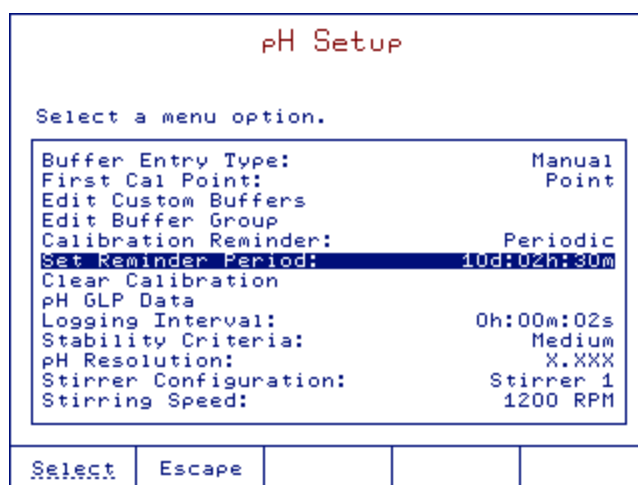 pH Setup
Select a menu option.
Buffer Entry Type: Manual
First Cal Point: Point
Edit Custom Buffers
Edit Buffer Group
Calibration Reminder: Periodic
Set Reminder Period: 10d:02h:30m
Clear Calibration
pH GLP Data
Logging Interval: 0h:00m:02s
Stability Criteria: Medium
pH Resolution: X.XXX
Stirrer Configuration: Stirrer 1
Stirring Speed: 1200 RPM
Select Escape